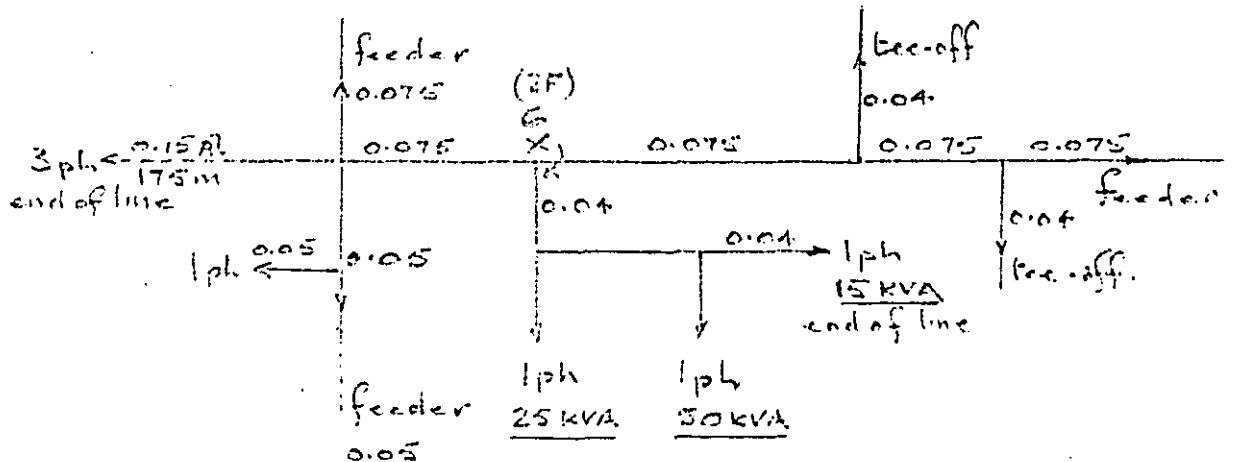 feeder
0.075
(2F)
G
tee-off
0.04
3ph
0.15 Al
175m
end of line
0.075
0.075
0.075
0.075
feeder
0.04
0.04
tee-off.
1ph
0.05
0.05
0.04
1ph
15 KVA
end of line
1ph
25 KVA
1ph
50 KVA
feeder
0.05